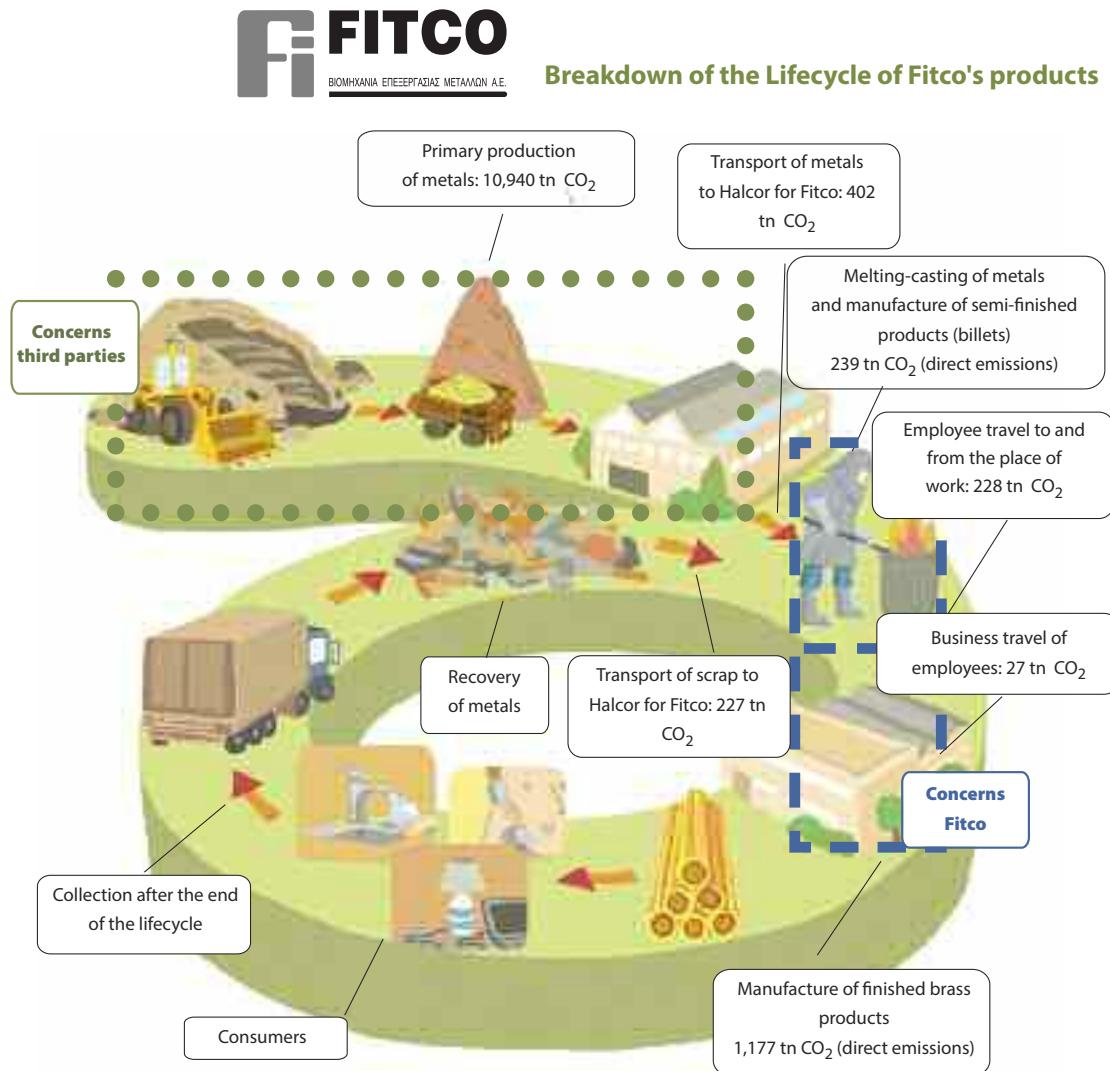 FITCO
ΒΙΟΜΗΧΑΝΙΑ ΕΠΕΞΕΡΓΑΣΙΑΣ ΜΕΤΑΛΛΩΝ Α.Ε.
Breakdown of the Lifecycle of Fitco's products
Primary production
of metals: 10,940 tn CO2
Transport of metals
to Halcor for Fitco: 402
tn CO2
Melting-casting of metals
and manufacture of semi-finished
products (billets)
239 tn CO2 (direct emissions)
Concerns
third parties
Employee travel to and
from the place of
work: 228 tn CO2
Business travel of
employees: 27 tn CO2
Recovery
of metals
Transport of scrap to
Halcor for Fitco: 227 tn
CO2
Concerns
Fitco
Collection after the end
of the lifecycle
Manufacture of finished brass
products
1,177 tn CO2 (direct emissions)
Consumers